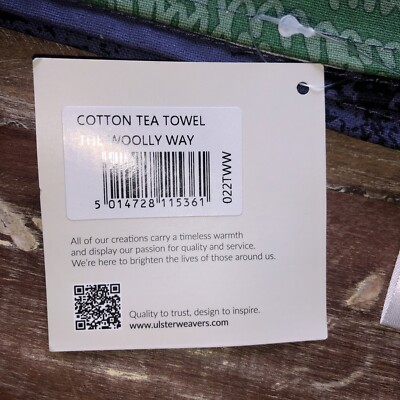 COTTON TEA TOWEL
THE WOOLLY WAY
5 014728 115361
022TWW
All of our creations carry a timeless warmth
and display our passion for quality and service.
We're here to brighten the lives of those around us.
Quality to trust, design to inspire.
www.ulsterweavers.com